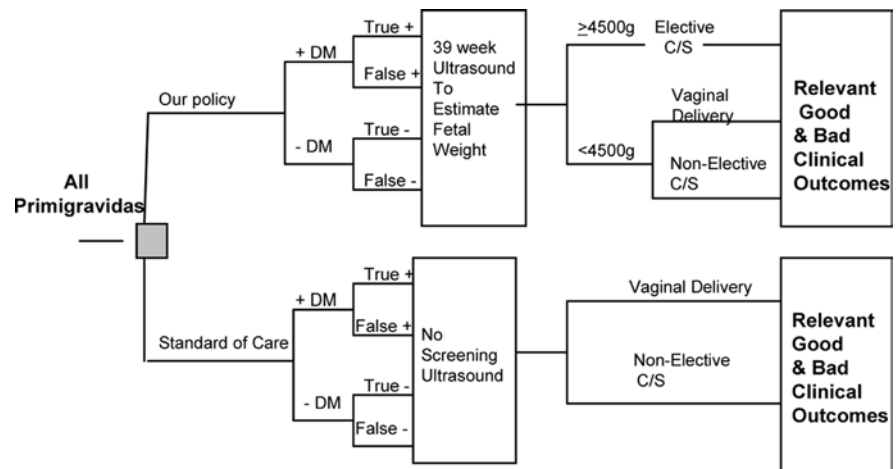 All
Primigravidas
Our policy
+ DM
- DM
True +
False +
True -
False -
39 week
Ultrasound
To
Estimate
Fetal
Weight
≥4500g
Elective
C/S
<4500g
Vaginal
Delivery
Non-Elective
C/S
Relevant
Good
& Bad
Clinical
Outcomes
Standard of Care
+ DM
- DM
True +
False +
True -
False -
No
Screening
Ultrasound
Vaginal Delivery
Non-Elective
C/S
Relevant
Good
& Bad
Clinical
Outcomes